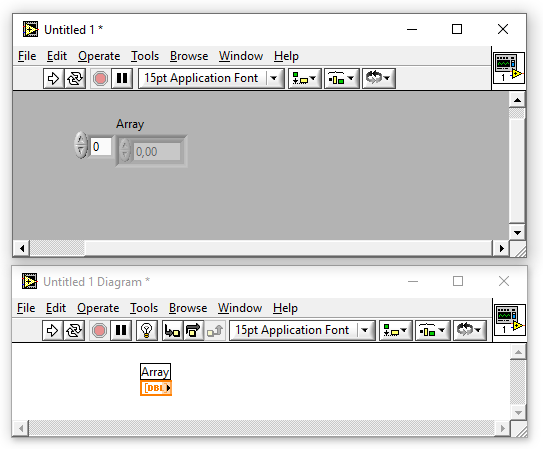 Untitled 1 *
File Edit Operate Tools Browse Window Help
15pt Application Font
1
Array
0
0,00
Untitled 1 Diagram *
File Edit Operate Tools Browse Window Help
15pt Application Font
1
Array
DBL